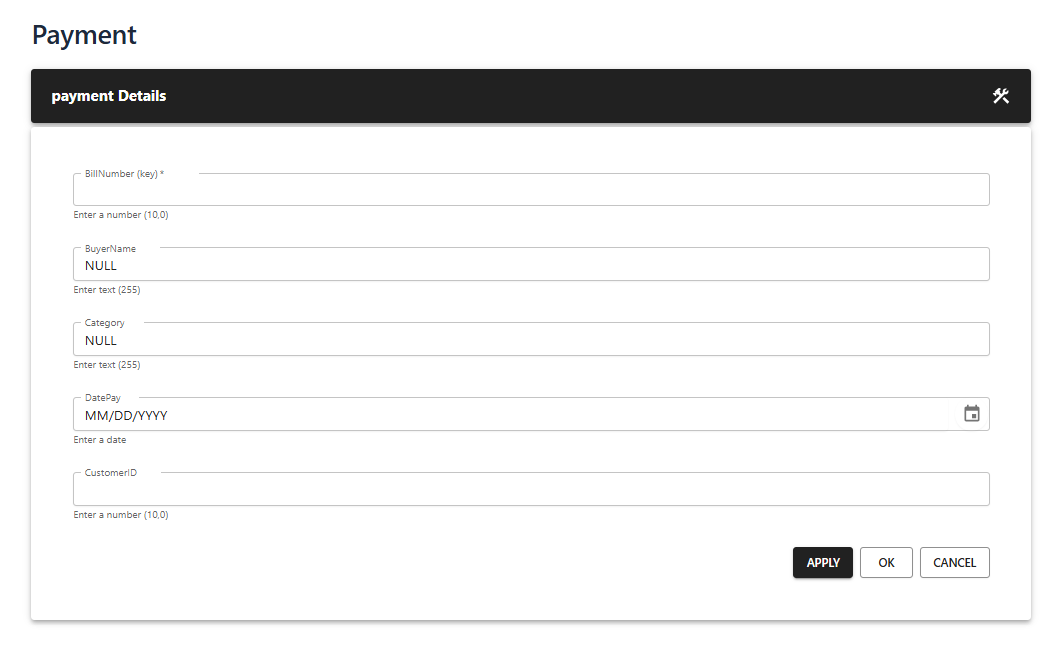 Payment
payment Details
BillNumber (key) *
Enter a number (10,0)
BuyerName
NULL
Enter text (255)
Category
NULL
Enter text (255)
DatePay
MM/DD/YYYY
Enter a date
CustomerID
Enter a number (10,0)
APPLY OK CANCEL